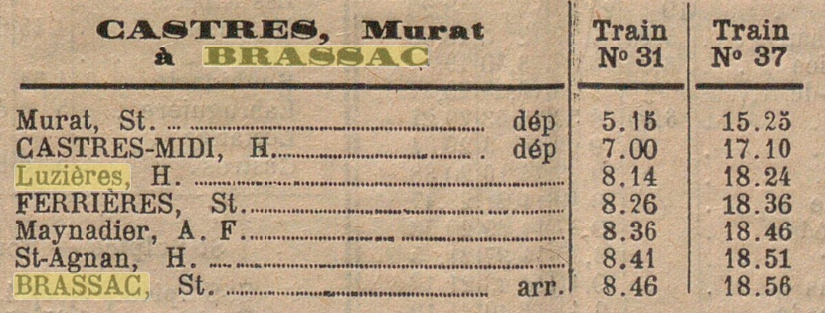 CASTRES, Murat
à BRASSAC
Train Nº 31
Train Nº 37
Murat, St. dép 5.15 15.25
CASTRES-MIDI, H. dép 7.00 17.10
Luzières, H. 8.14 18.24
FERRIÈRES, St. 8.26 18.36
Maynadier, A. F. 8.36 18.46
St-Agnan, H. 8.41 18.51
BRASSAC, St. arr. 8.46 18.56